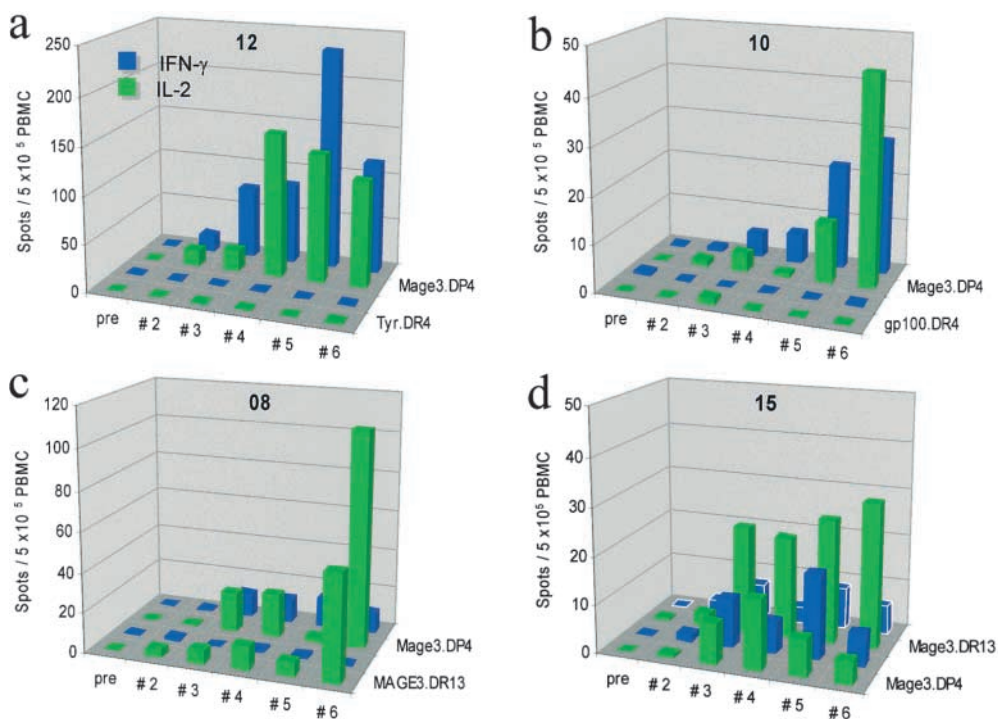 a
12
IFN-γ
IL-2
250
200
150
100
50
0
Spots / 5 x10 5 PBMC
pre
# 2
# 3
# 4
# 5
# 6
Mage3.DP4
Tyr.DR4
b
10
50
40
30
20
10
0
Spots / 5 x10 5 PBMC
pre
# 2
# 3
# 4
# 5
# 6
Mage3.DP4
gp100.DR4
c
08
120
100
80
60
40
20
0
Spots / 5 x10 5 PBMC
pre
# 2
# 3
# 4
# 5
# 6
Mage3.DP4
MAGE3.DR13
d
15
50
40
30
20
10
0
Spots / 5 x10⁵ PBMC
pre
# 2
# 3
# 4
# 5
# 6
Mage3.DR13
Mage3.DP4